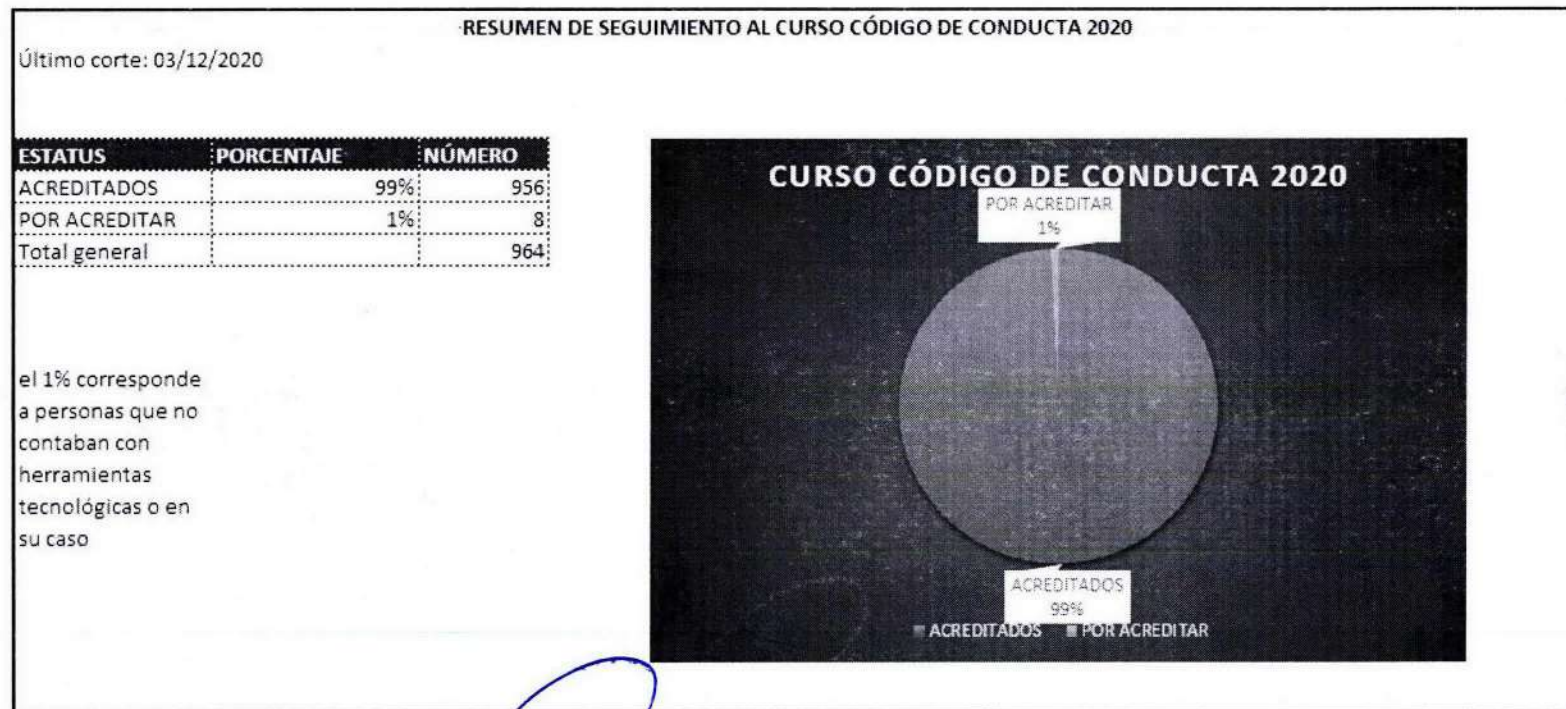 RESUMEN DE SEGUIMIENTO AL CURSO CÓDIGO DE CONDUCTA 2020
Último corte: 03/12/2020
ESTATUS PORCENTAJE NÚMERO
ACREDITADOS 99% 956
POR ACREDITAR 1% 8
Total general 964
el 1% corresponde
a personas que no
contaban con
herramientas
tecnológicas o en
su caso
CURSO CÓDIGO DE CONDUCTA 2020
POR ACREDITAR
1%
ACREDITADOS
99%
ACREDITADOS POR ACREDITAR